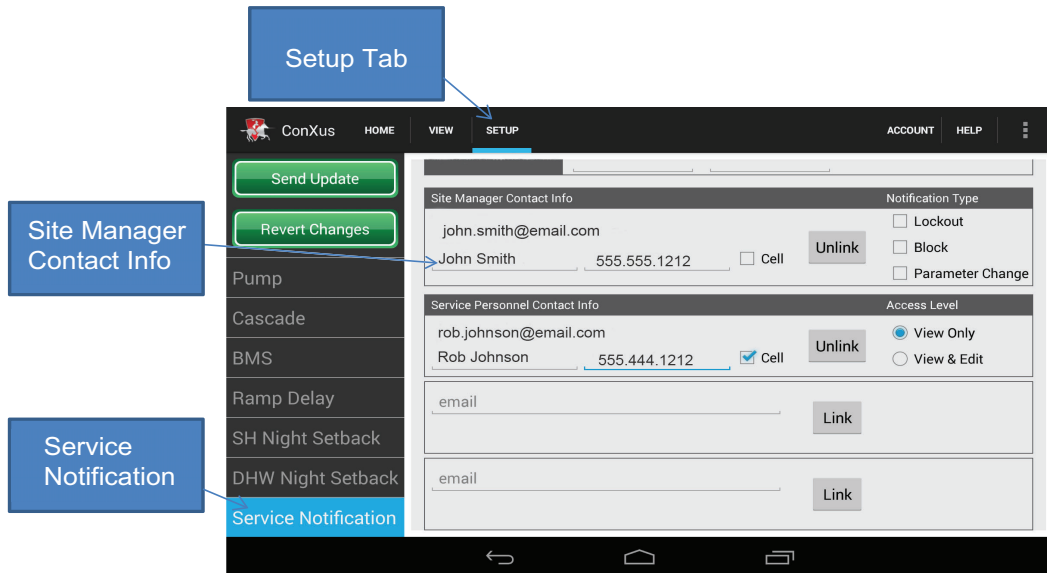 Setup Tab
ConXus HOME VIEW SETUP ACCOUNT HELP
Send Update
Revert Changes
Pump
Cascade
BMS
Ramp Delay
SH Night Setback
DHW Night Setback
Service Notification
Site Manager
Contact Info
Service
Notification
Site Manager Contact Info Notification Type
john.smith@email.com
John Smith 555.555.1212 Cell Unlink
Lockout
Block
Parameter Change
Service Personnel Contact Info Access Level
rob.johnson@email.com
Rob Johnson 555.444.1212 Cell Unlink
View Only
View & Edit
email
Link
email
Link